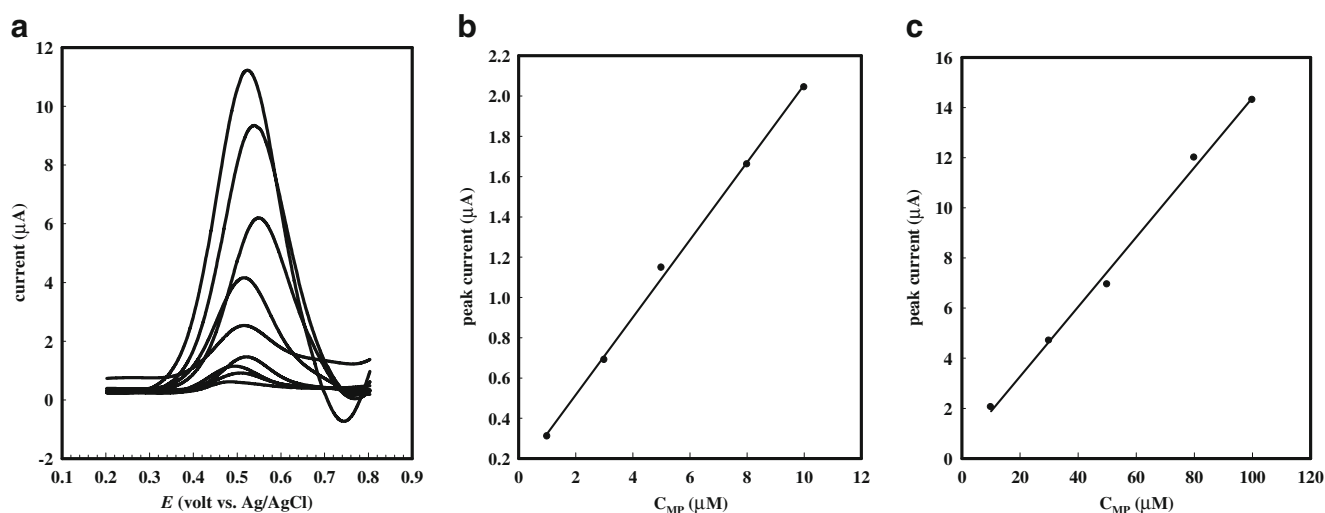 a
12
10
8
6
4
2
0
-2
0.1 0.2 0.3 0.4 0.5 0.6 0.7 0.8 0.9
current (µA)
E (volt vs. Ag/AgCl)
b
2.2
2.0
1.8
1.6
1.4
1.2
1.0
0.8
0.6
0.4
0.2
0 2 4 6 8 10 12
peak current (µA)
CMP (µM)
c
16
14
12
10
8
6
4
2
0
0 20 40 60 80 100 120
peak current (µA)
CMP (µM)